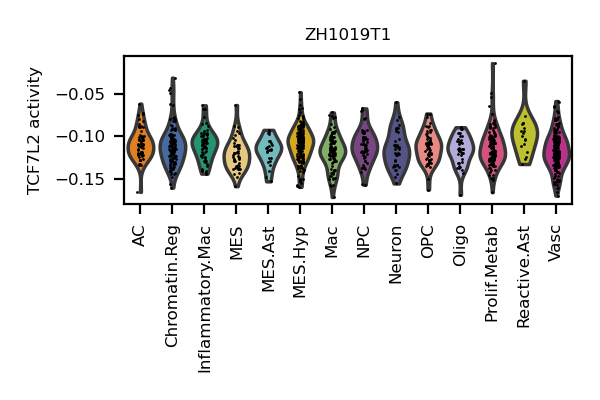 ZH1019T1
TCF7L2 activity
−0.05
−0.10
−0.15
AC
Chromatin.Reg
Inflammatory.Mac
MES
MES.Ast
MES.Hyp
Mac
NPC
Neuron
OPC
Oligo
Prolif.Metab
Reactive.Ast
Vasc